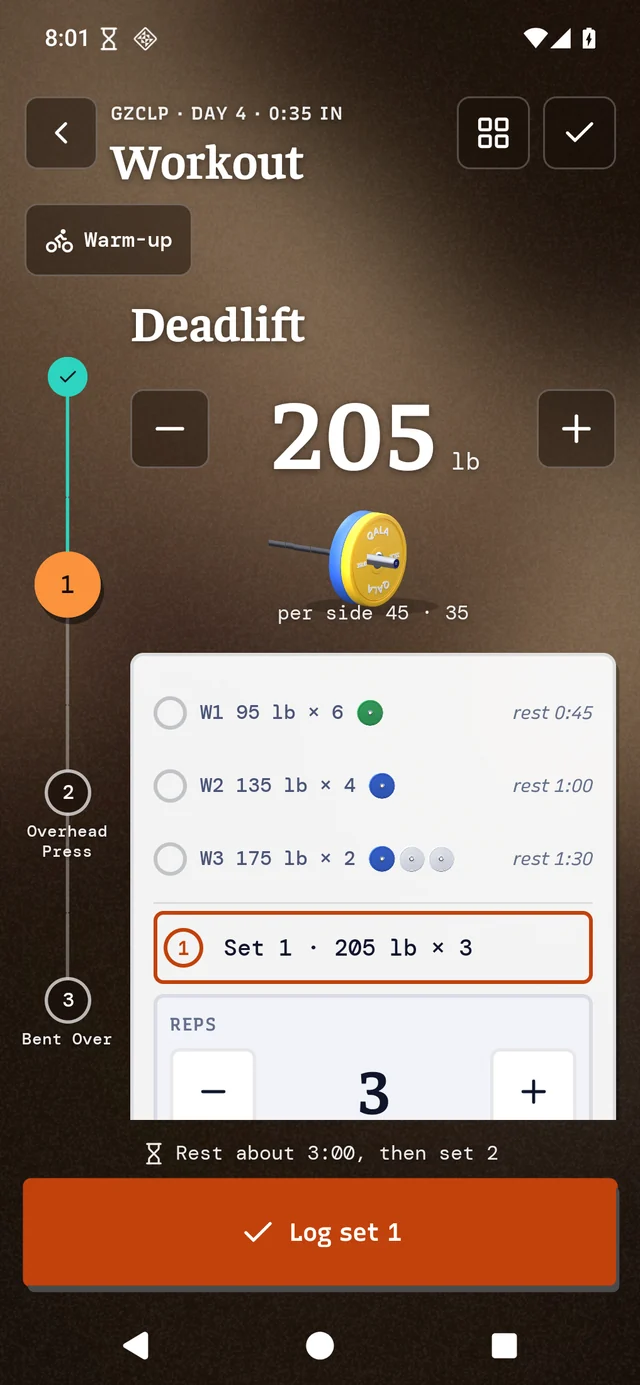 8:01
GZCLP · DAY 4 · 0:35 IN
Workout
Warm-up
Deadlift
205 lb
QALA
QALA
per side 45 · 35
1
W1 95 lb × 6 rest 0:45
W2 135 lb × 4 rest 1:00
2
Overhead
Press
W3 175 lb × 2 rest 1:30
1 Set 1 · 205 lb × 3
3
Bent Over
REPS
3
Rest about 3:00, then set 2
Log set 1